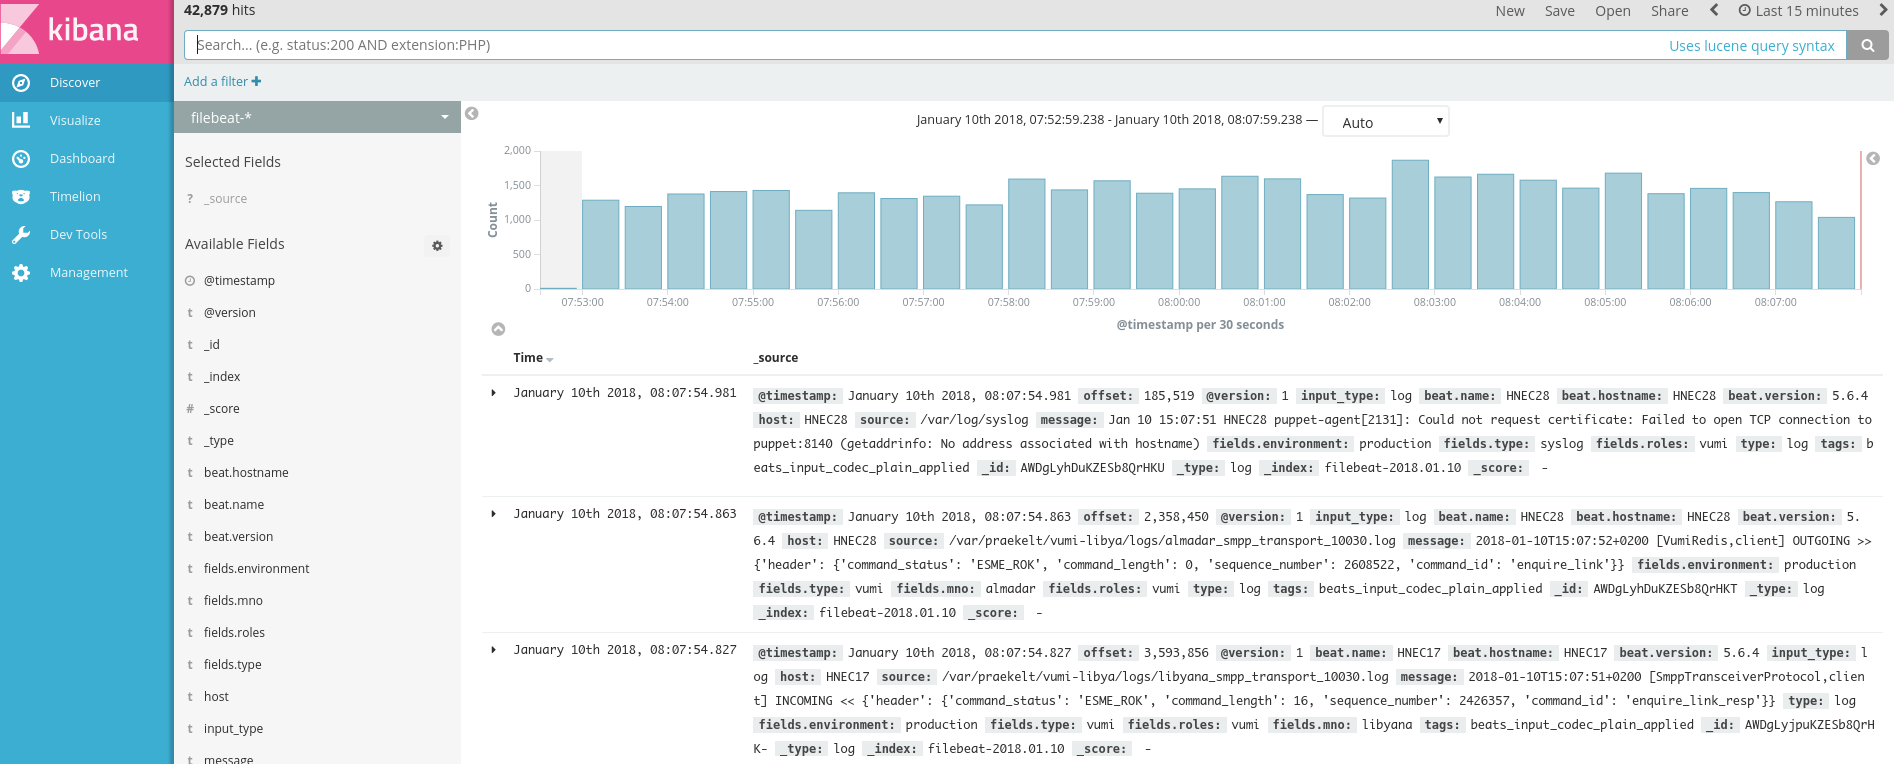 kibana
Discover
Visualize
Dashboard
Timelion
Dev Tools
Management
42,879 hits
New Save Open Share Last 15 minutes
Search... (e.g. status:200 AND extension:PHP) Uses lucene query syntax
Add a filter +
filebeat-*
Selected Fields
? _source
Available Fields
@timestamp
t @version
t _id
t _index
# _score
t _type
t beat.hostname
t beat.name
t beat.version
t fields.environment
t fields.mno
t fields.roles
t fields.type
t host
t input_type
message
January 10th 2018, 07:52:59.238 - January 10th 2018, 08:07:59.238 — Auto
Count
2,000
1,500
1,000
500
0
07:53:00 07:54:00 07:55:00 07:56:00 07:57:00 07:58:00 07:59:00 08:00:00 08:01:00 08:02:00 08:03:00 08:04:00 08:05:00 08:06:00 08:07:00
@timestamp per 30 seconds
Time _source
January 10th 2018, 08:07:54.981 @timestamp: January 10th 2018, 08:07:54.981 offset: 185,519 @version: 1 input_type: log beat.name: HNEC28 beat.hostname: HNEC28 beat.version: 5.6.4
host: HNEC28 source: /var/log/syslog message: Jan 10 15:07:51 HNEC28 puppet-agent[2131]: Could not request certificate: Failed to open TCP connection to
puppet:8140 (getaddrinfo: No address associated with hostname) fields.environment: production fields.type: syslog fields.roles: vumi type: log tags: b
eats_input_codec_plain_applied _id: AWDgLyhDuKZESb8QrHKU _type: log _index: filebeat-2018.01.10 _score: -
January 10th 2018, 08:07:54.863 @timestamp: January 10th 2018, 08:07:54.863 offset: 2,358,450 @version: 1 input_type: log beat.name: HNEC28 beat.hostname: HNEC28 beat.version: 5.
6.4 host: HNEC28 source: /var/praekelt/vumi-libya/logs/almadar_smpp_transport_10030.log message: 2018-01-10T15:07:52+0200 [VumiRedis,client] OUTGOING >>
{'header': {'command_status': 'ESME_ROK', 'command_length': 0, 'sequence_number': 2608522, 'command_id': 'enquire_link'}} fields.environment: production
fields.type: vumi fields.mno: almadar fields.roles: vumi type: log tags: beats_input_codec_plain_applied _id: AWDgLyhDuKZESb8QrHKT _type: log
_index: filebeat-2018.01.10 _score: -
January 10th 2018, 08:07:54.827 @timestamp: January 10th 2018, 08:07:54.827 offset: 3,593,856 @version: 1 beat.name: HNEC17 beat.hostname: HNEC17 beat.version: 5.6.4 input_type: l
og host: HNEC17 source: /var/praekelt/vumi-libya/logs/libyana_smpp_transport_10030.log message: 2018-01-10T15:07:51+0200 [SmppTransceiverProtocol,clien
t] INCOMING << {'header': {'command_status': 'ESME_ROK', 'command_length': 16, 'sequence_number': 2426357, 'command_id': 'enquire_link_resp'}} type: log
fields.environment: production fields.type: vumi fields.roles: vumi fields.mno: libyana tags: beats_input_codec_plain_applied _id: AWDgLyjpuKZESb8QrH
K- _type: log _index: filebeat-2018.01.10 _score: -